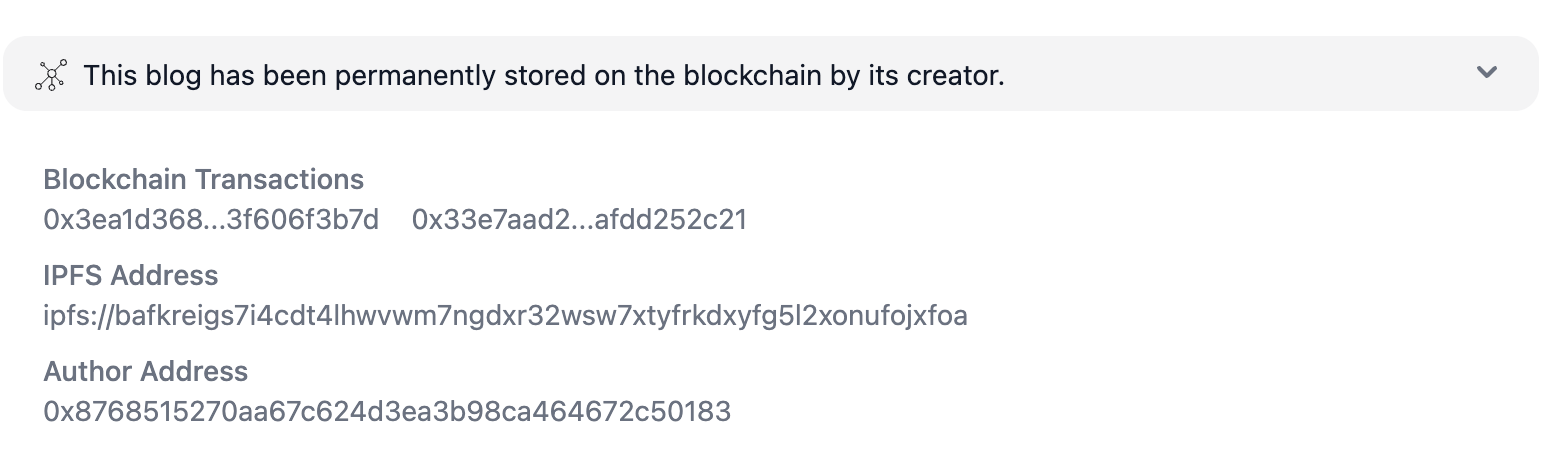 This blog has been permanently stored on the blockchain by its creator.
Blockchain Transactions
0x3ea1d368...3f606f3b7d 0x33e7aad2...afdd252c21
IPFS Address
ipfs://bafkreigs7i4cdt4lhwvwm7ngdxr32wsw7xtyfrkdxyfg5l2xonufojxfoa
Author Address
0x8768515270aa67c624d3ea3b98ca464672c50183